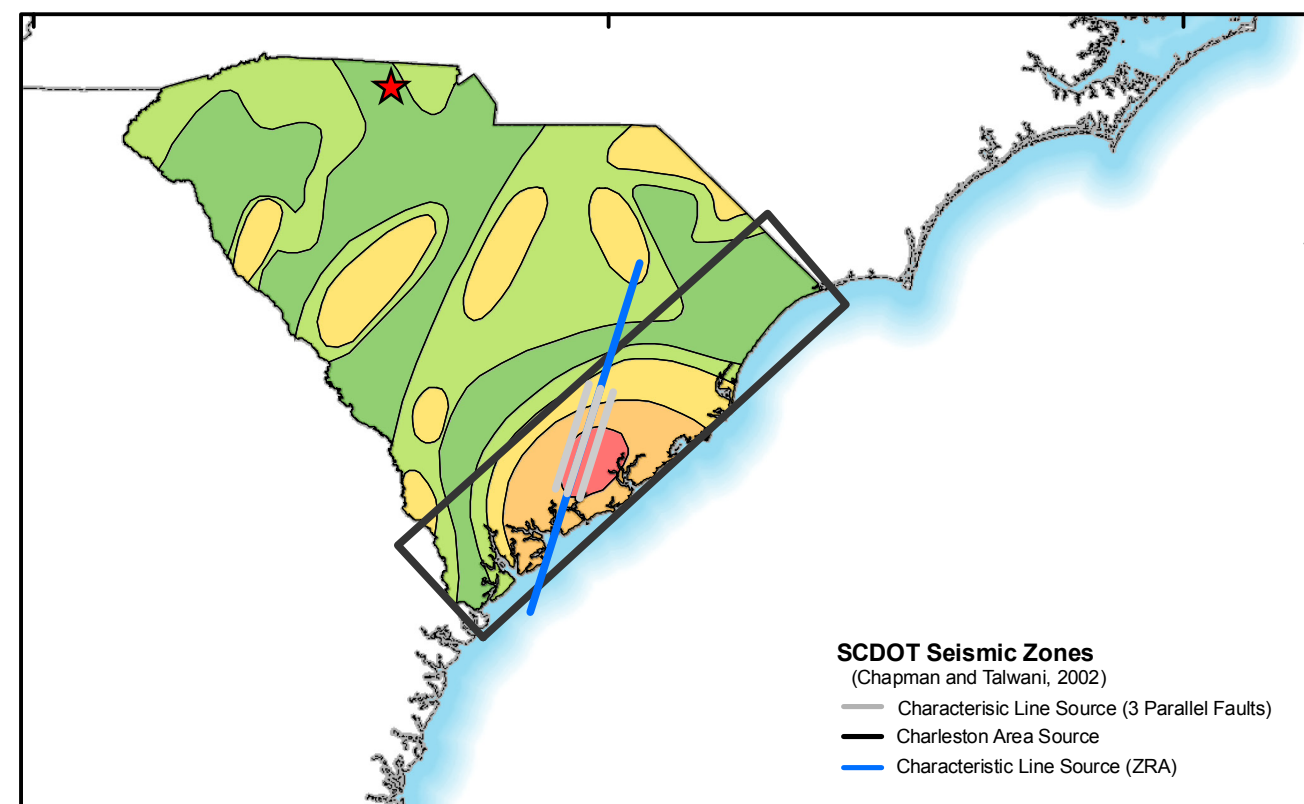 SCDOT Seismic Zones
(Chapman and Talwani, 2002)
Characterisic Line Source (3 Parallel Faults)
Charleston Area Source
Characteristic Line Source (ZRA)